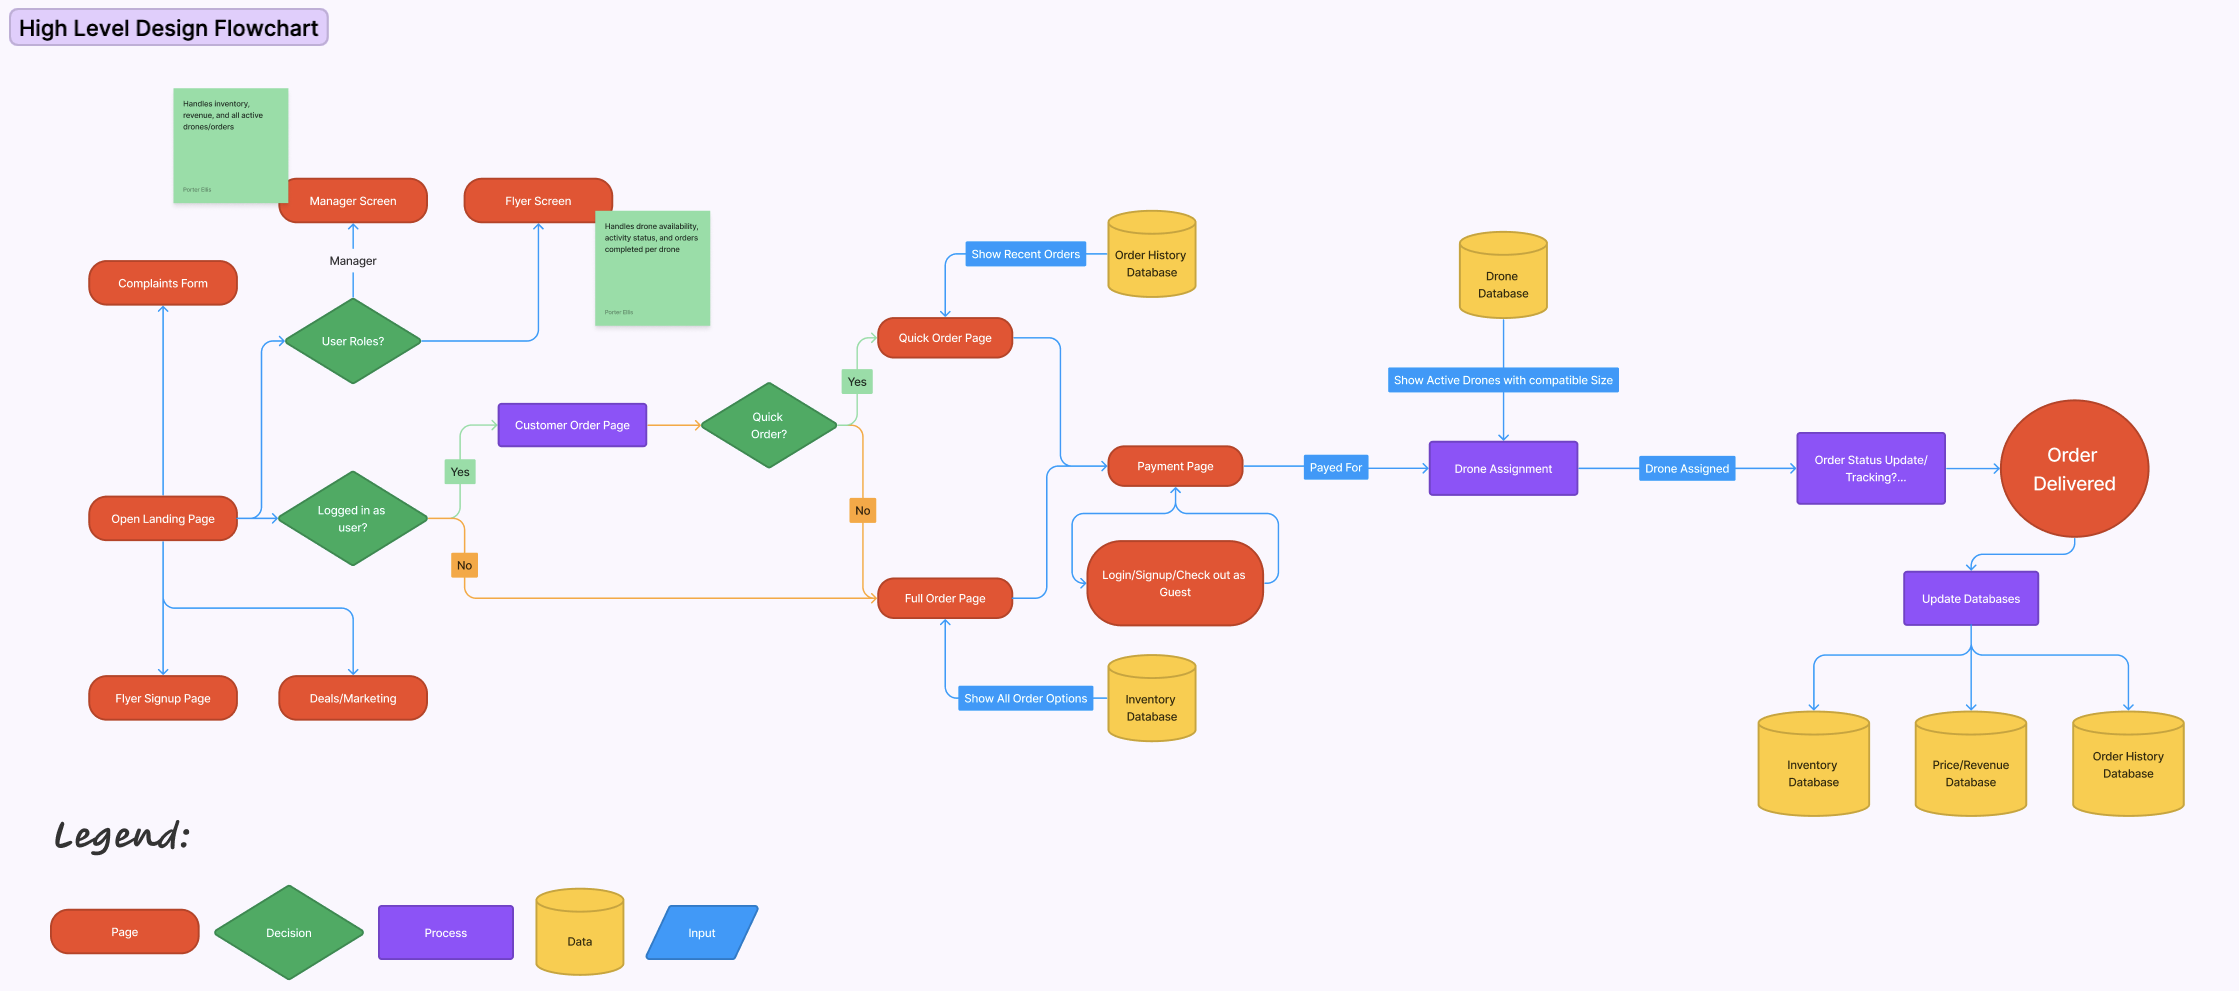 High Level Design Flowchart
Handles inventory,
revenue, and all active
drones/orders
Porter Ellis
Manager Screen
Flyer Screen
Handles drone availability,
activity status, and orders
completed per drone
Porter Ellis
Manager
Complaints Form
User Roles?
Show Recent Orders
Order History
Database
Drone
Database
Quick Order Page
Yes
Show Active Drones with compatible Size
Customer Order Page
Quick
Order?
Yes
Open Landing Page
Logged in as
user?
No
No
Payment Page
Payed For
Drone Assignment
Drone Assigned
Order Status Update/
Tracking?...
Order
Delivered
Login/Signup/Check out as
Guest
Full Order Page
Update Databases
Flyer Signup Page
Deals/Marketing
Show All Order Options
Inventory
Database
Inventory
Database
Price/Revenue
Database
Order History
Database
Legend:
Page
Decision
Process
Data
Input